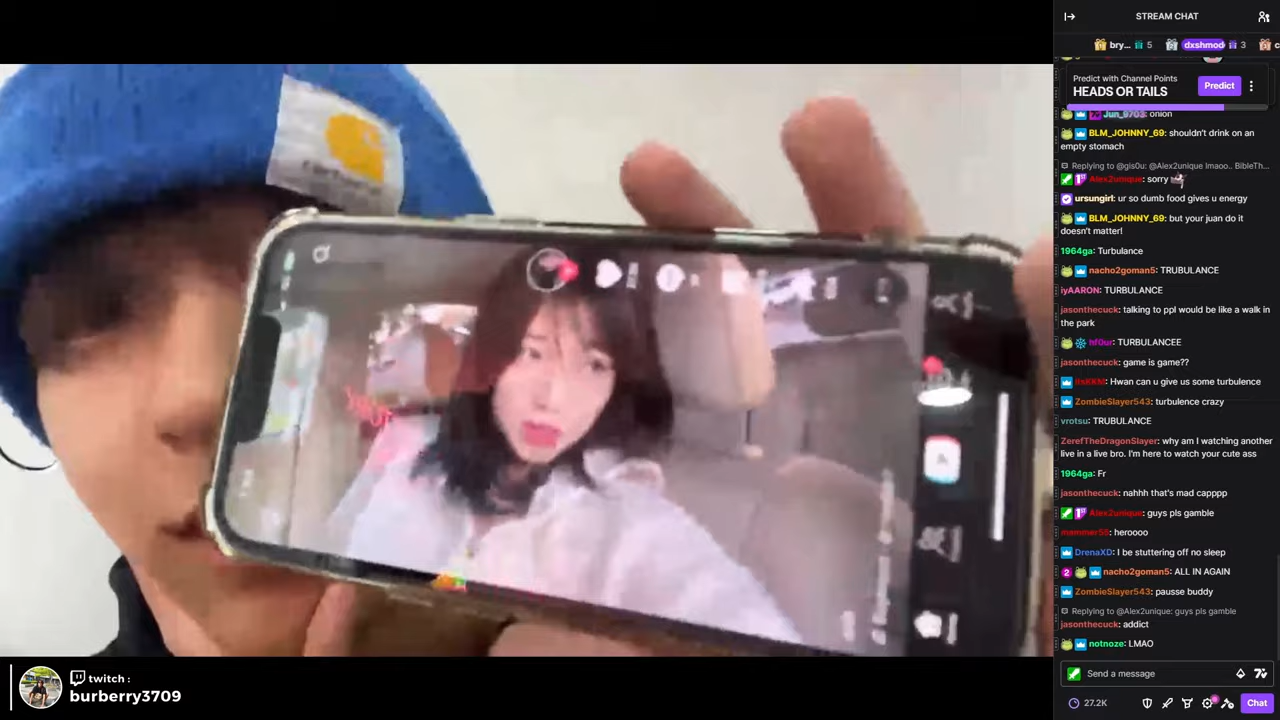 twitch :
burberry3709
STREAM CHAT
bry... 5
dxshmod 3
Predict with Channel Points
HEADS OR TAILS
Predict
Jun_9703: onion
BLM_JOHNNY_69: shouldn't drink on an
empty stomach
Replying to @gis0u: @Alex2unique lmaoo.. BibleTh...
Alex2unique: sorry
ursungirl: ur so dumb food gives u energy
BLM_JOHNNY_69: but your juan do it
doesn't matter!
1964ga: Turbulance
nacho2goman5: TRUBULANCE
iyAARON: TURBULANCE
jasonthecuck: talking to ppl would be like a walk in
the park
hf0ur: TURBULANCEE
jasonthecuck: game is game??
: Hwan can u give us some turbulence
ZombieSlayer543: turbulence crazy
vrotsu: TRUBULANCE
ZerefTheDragonSlayer: why am I watching another
live in a live bro. I'm here to watch your cute ass
1964ga: Fr
jasonthecuck: nahhh that's mad capppp
Alex2unique: guys pls gamble
: heroooo
DrenaXD: I be stuttering off no sleep
2 nacho2goman5: ALL IN AGAIN
ZombieSlayer543: pausse buddy
Replying to @Alex2unique: guys pls gamble
jasonthecuck: addict
notnoze: LMAO
Send a message
27.2K
Chat